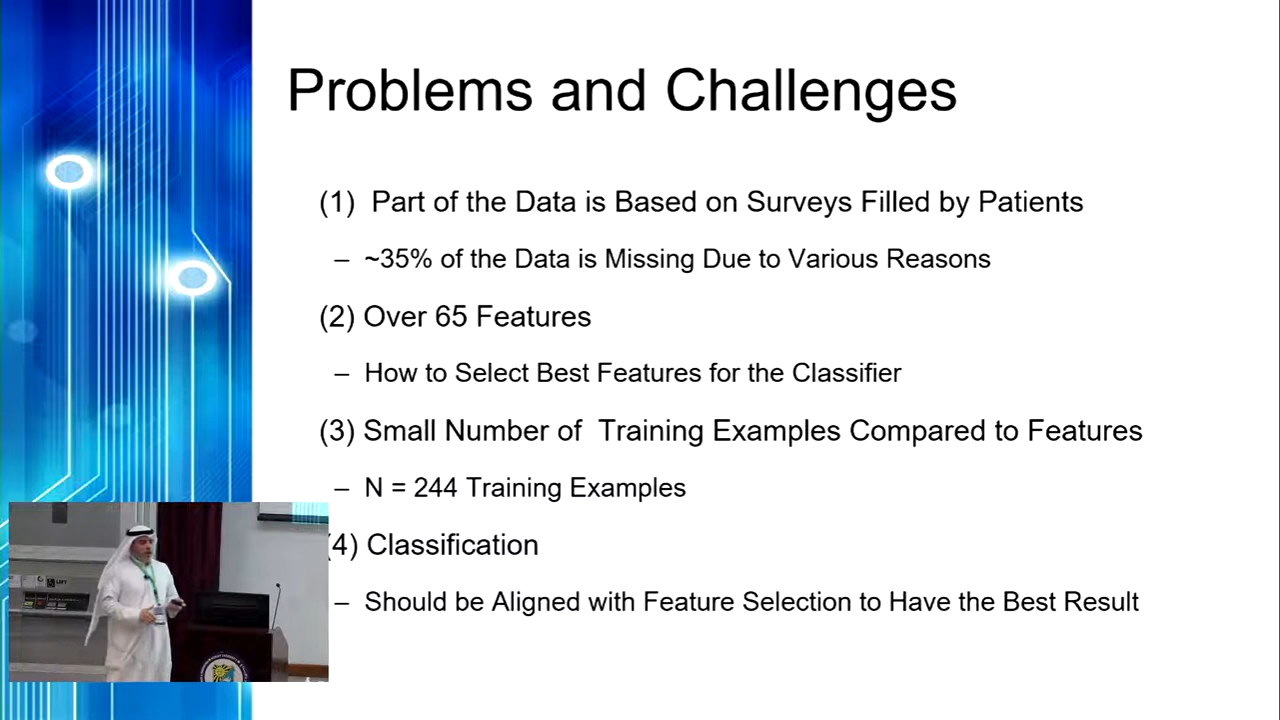 Problems and Challenges
(1) Part of the Data is Based on Surveys Filled by Patients
– ~35% of the Data is Missing Due to Various Reasons
(2) Over 65 Features
– How to Select Best Features for the Classifier
(3) Small Number of Training Examples Compared to Features
– N = 244 Training Examples
(4) Classification
– Should be Aligned with Feature Selection to Have the Best Result